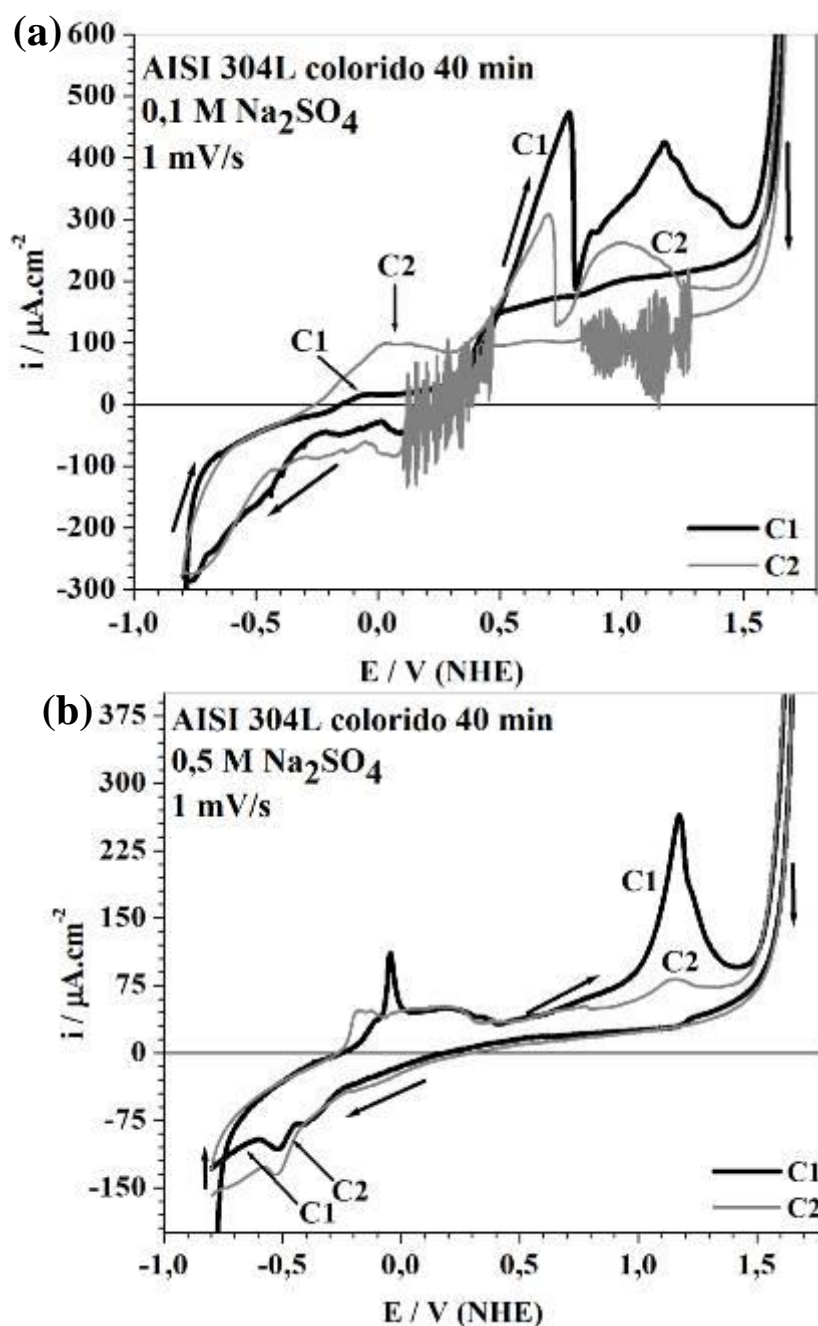 (a)
600
AISI 304L colorido 40 min
500
0,1 M Na₂SO₄
1 mV/s
400
C1
300
C2
C2
200
i / µA.cm⁻²
C1
100
0
-100
-200
C1
C2
-300
-1,0 -0,5 0,0 0,5 1,0 1,5
E / V (NHE)
(b)
375
AISI 304L colorido 40 min
0,5 M Na₂SO₄
300
1 mV/s
225
C1
150
i / µA.cm⁻²
C2
75
0
-75
C1
C2
-150
C1
C2
-1,0 -0,5 0,0 0,5 1,0 1,5
E / V (NHE)